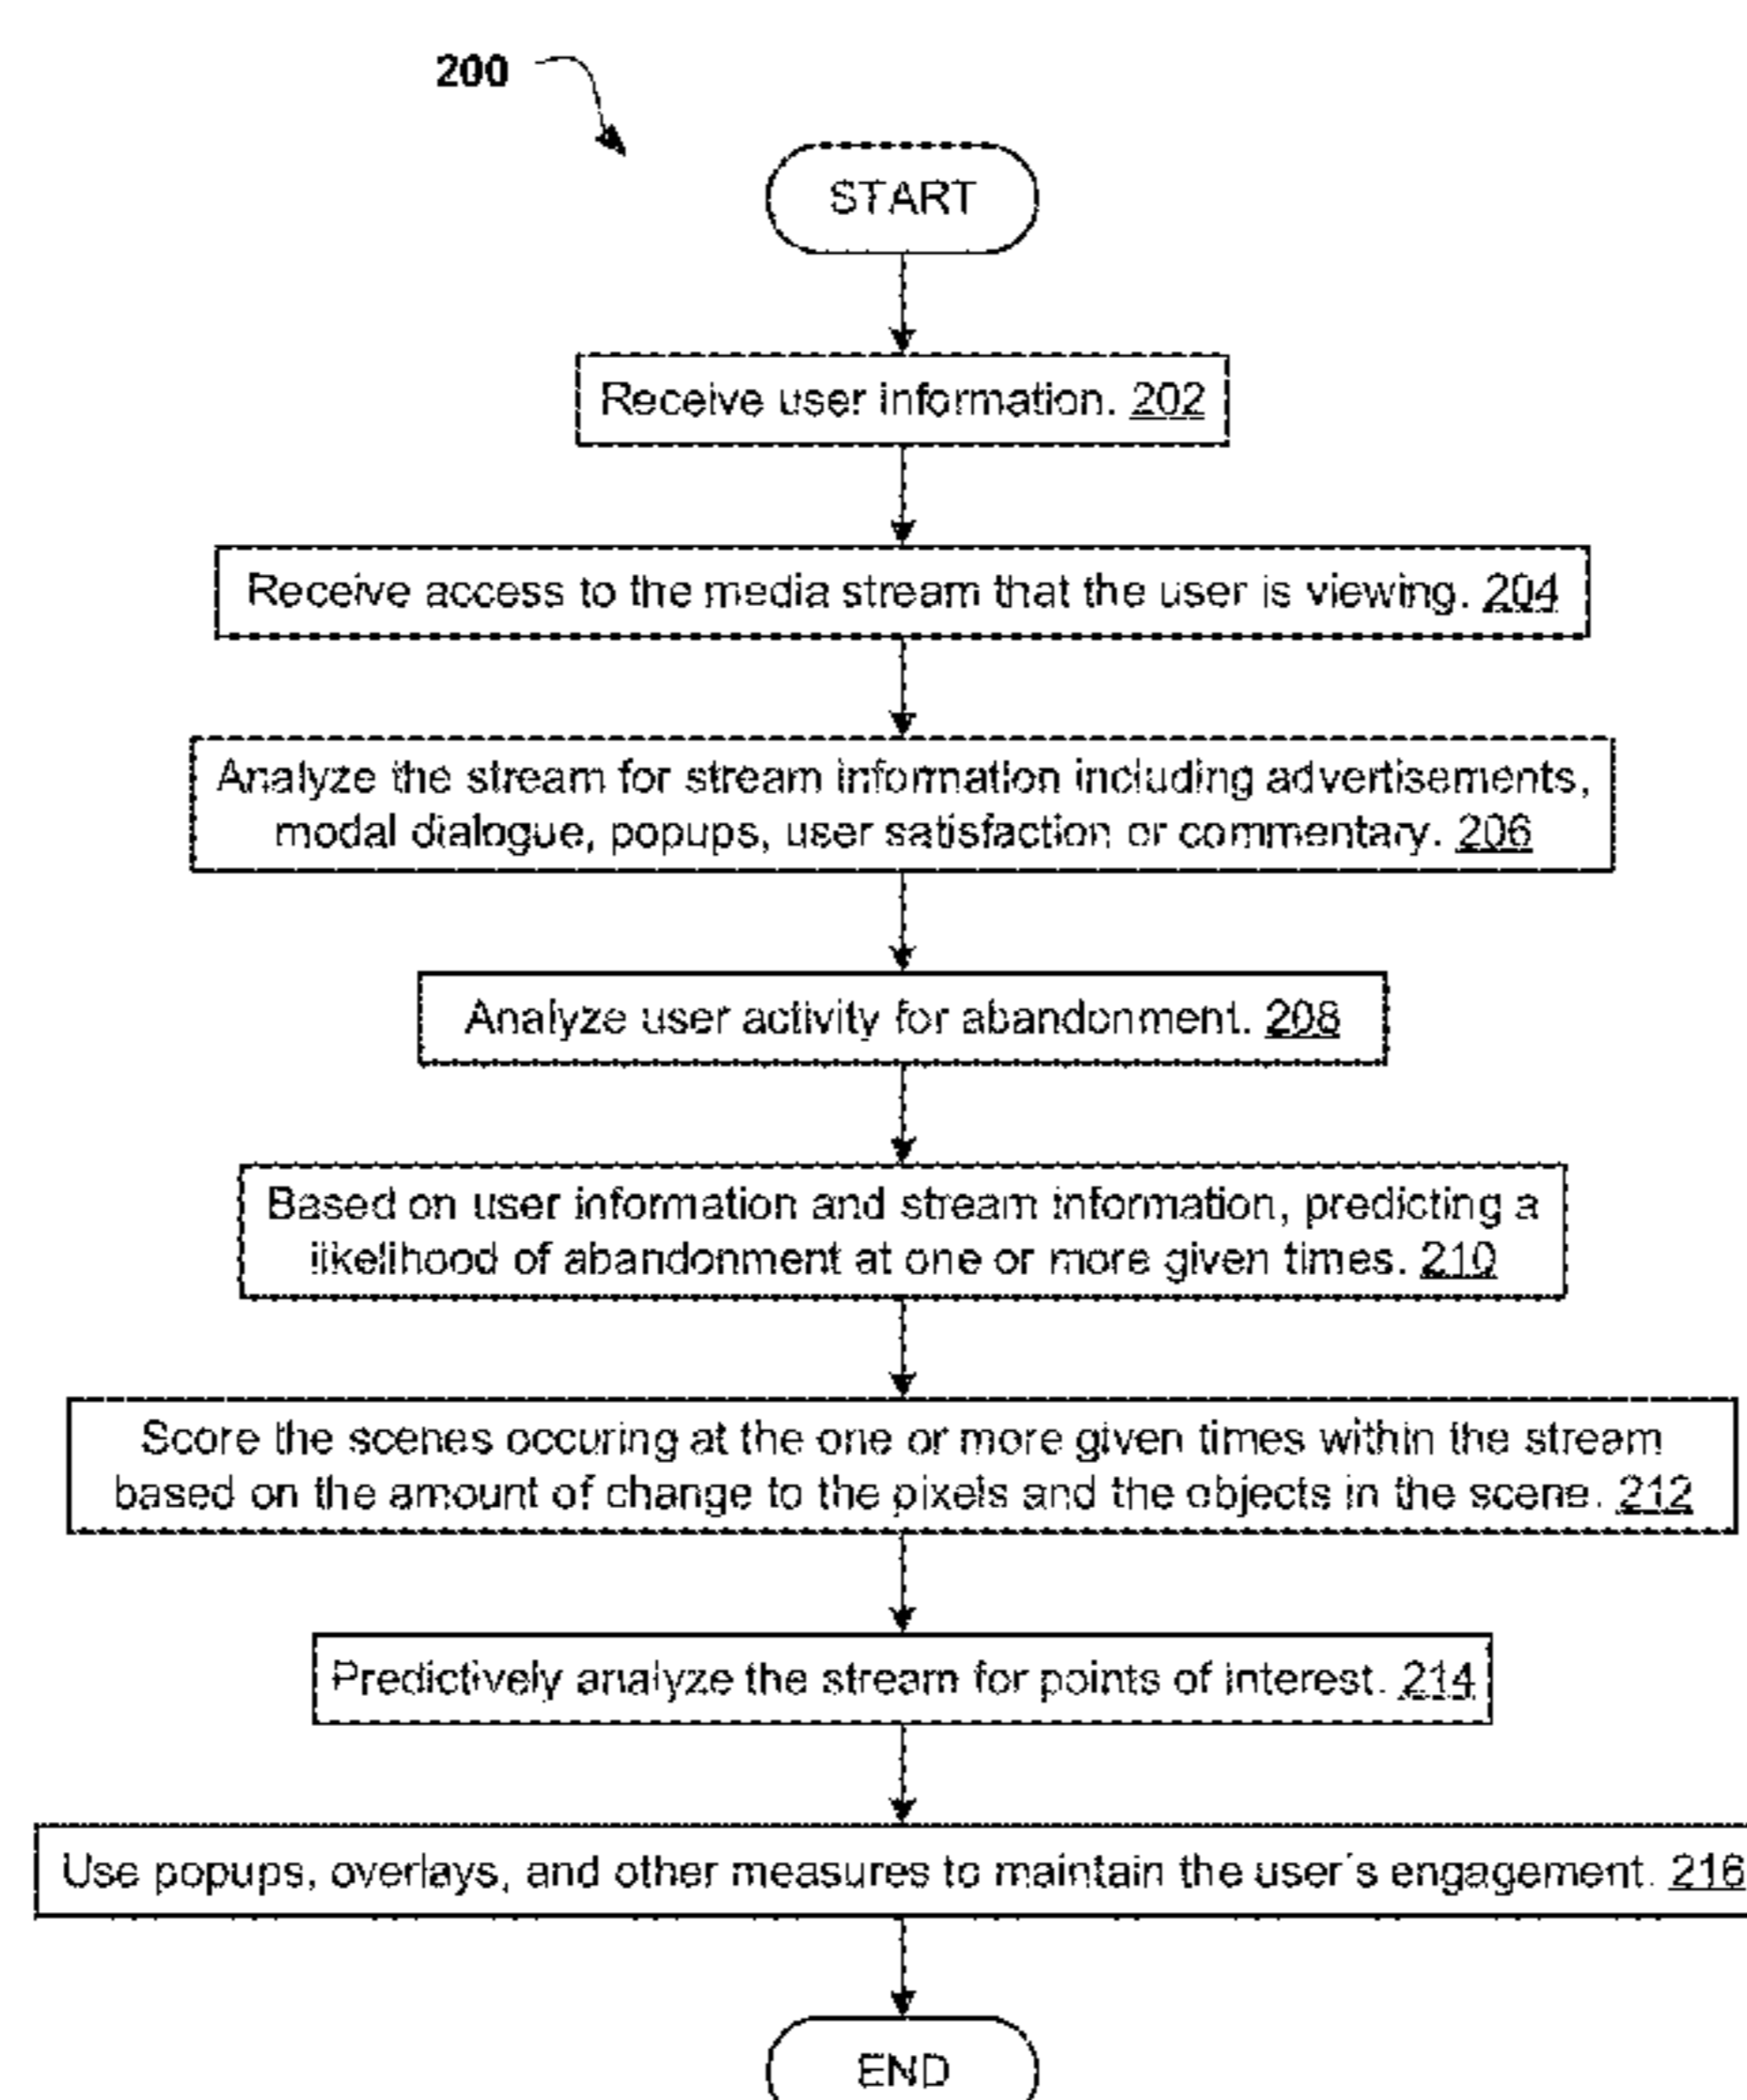 200
START
Receive user information. 202
Receive access to the media stream that the user is viewing. 204
Analyze the stream for stream information including advertisements,
modal dialogue, popups, user satisfaction or commentary. 206
Analyze user activity for abandonment. 208
Based on user information and stream information, predicting a
likelihood of abandonment at one or more given times. 210
Score the scenes occuring at the one or more given times within the stream
based on the amount of change to the pixels and the objects in the scene. 212
Predictively analyze the stream for points of interest. 214
Use popups, overlays, and other measures to maintain the user's engagement. 216
END